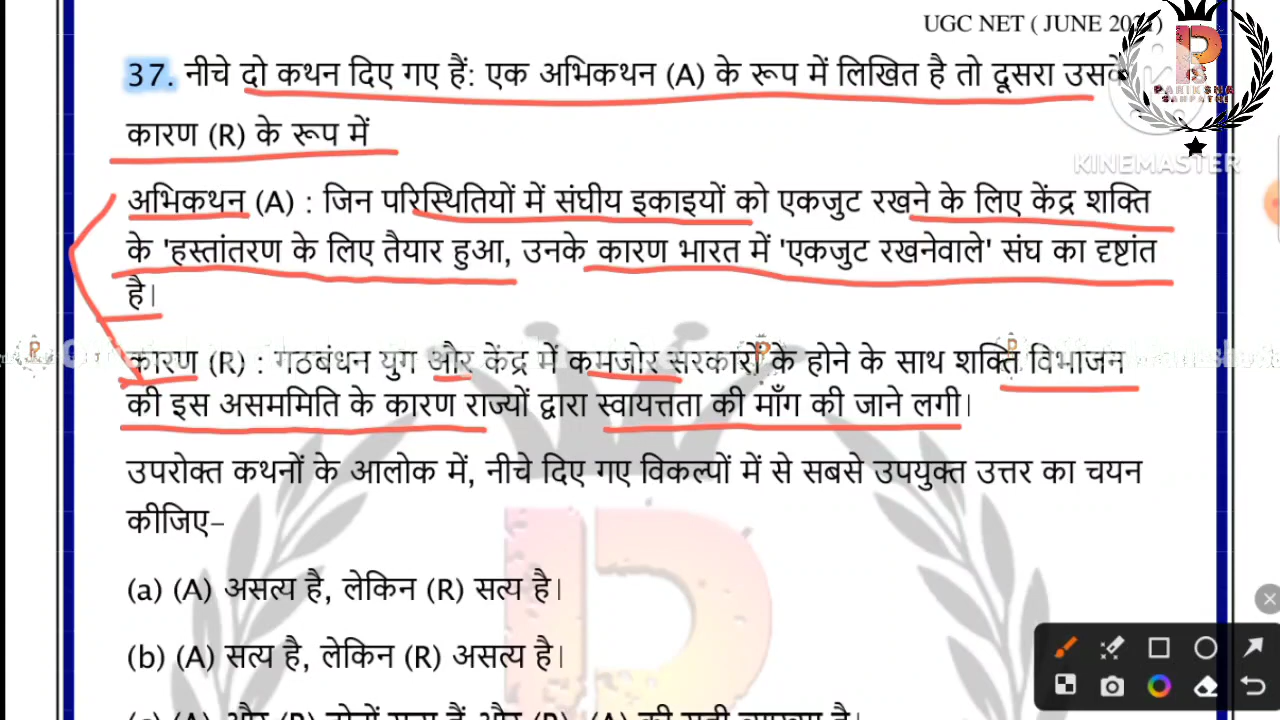 UGC NET ( JUNE
37. नीचे दो कथन दिए गए हैं: एक अभिकथन (A) के रूप में लिखित है तो दूसरा उसके
कारण (R) के रूप में
KINEMASTER
अभिकथन (A) : जिन परिस्थितियों में संघीय इकाइयों को एकजुट रखने के लिए केंद्र शक्ति
के 'हस्तांतरण के लिए तैयार हुआ, उनके कारण भारत में 'एकजुट रखनेवाले' संघ का दृष्टांत
है।
कारण (R) : गठबंधन युग और केंद्र में कमजोर सरकारों के होने के साथ शक्ति विभाजन
की इस असममिति के कारण राज्यों द्वारा स्वायत्तता की माँग की जाने लगी।
उपरोक्त कथनों के आलोक में, नीचे दिए गए विकल्पों में से सबसे उपयुक्त उत्तर का चयन
कीजिए–
(a) (A) असत्य है, लेकिन (R) सत्य है।
(b) (A) सत्य है, लेकिन (R) असत्य है।